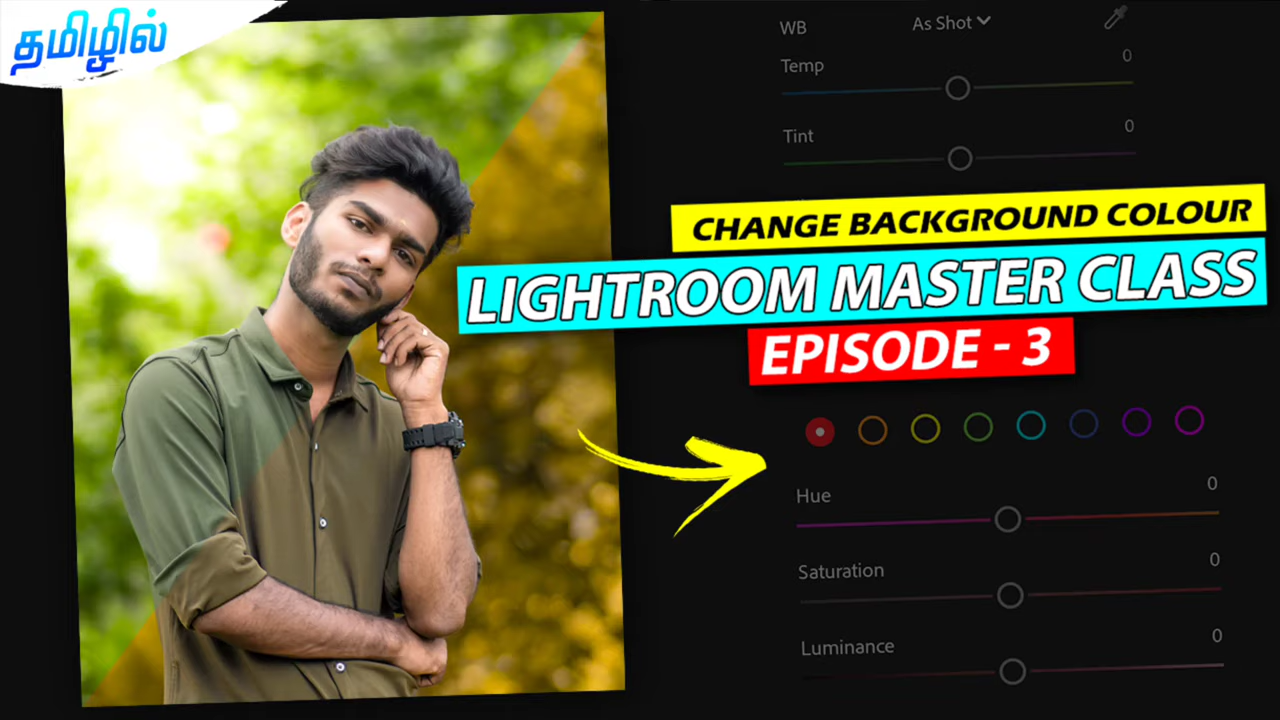 தமிழில்
WB As Shot
Temp 0
Tint 0
CHANGE BACKGROUND COLOUR
LIGHTROOM MASTER CLASS
EPISODE - 3
Hue 0
Saturation 0
Luminance 0